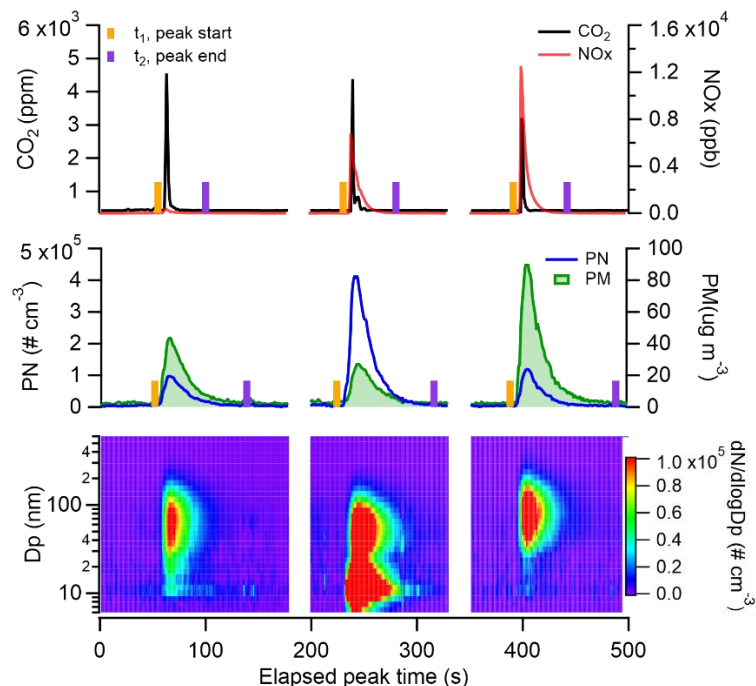 6 x10³
5
4
3
2
1
CO₂ (ppm)
t₁, peak start
t₂, peak end
CO₂
NOx
1.6 x10⁴
1.2
0.8
0.4
0.0
NOx (ppb)
5 x10⁵
4
3
2
1
0
PN (# cm⁻³)
PN
PM
100
80
60
40
20
0
PM(ug m⁻³)
4
2
100
4
2
10
Dp (nm)
1.0 x10⁵
0.8
0.6
0.4
0.2
0.0
dN/dlogDp (# cm⁻³)
0
100
200
300
400
500
Elapsed peak time (s)